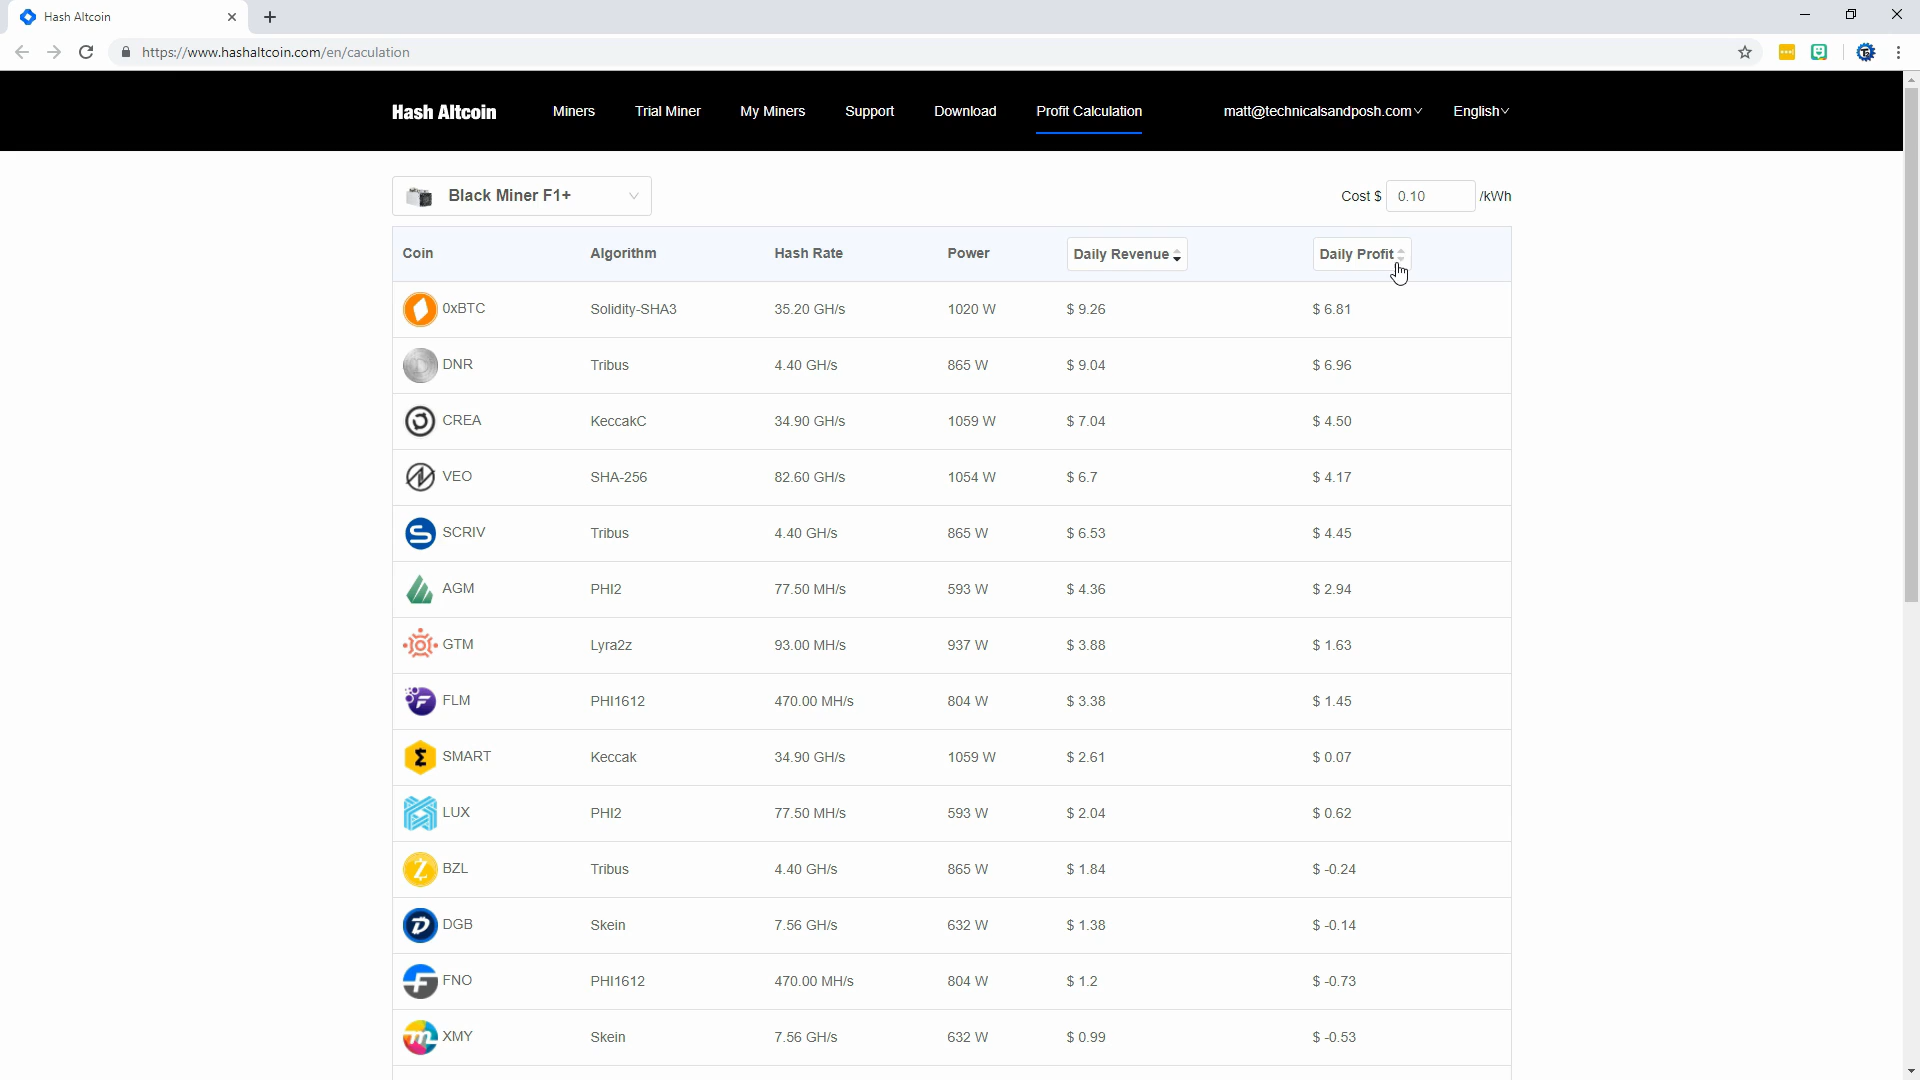 Hash Altcoin
https://www.hashaltcoin.com/en/caculation
Hash Altcoin Miners Trial Miner My Miners Support Download Profit Calculation matt@technicalsandposh.com English
Black Miner F1+ Cost $ 0.10 /kWh
Coin Algorithm Hash Rate Power Daily Revenue Daily Profit
0xBTC Solidity-SHA3 35.20 GH/s 1020 W $ 9.26 $ 6.81
DNR Tribus 4.40 GH/s 865 W $ 9.04 $ 6.96
CREA KeccakC 34.90 GH/s 1059 W $ 7.04 $ 4.50
VEO SHA-256 82.60 GH/s 1054 W $ 6.7 $ 4.17
SCRIV Tribus 4.40 GH/s 865 W $ 6.53 $ 4.45
AGM PHI2 77.50 MH/s 593 W $ 4.36 $ 2.94
GTM Lyra2z 93.00 MH/s 937 W $ 3.88 $ 1.63
FLM PHI1612 470.00 MH/s 804 W $ 3.38 $ 1.45
SMART Keccak 34.90 GH/s 1059 W $ 2.61 $ 0.07
LUX PHI2 77.50 MH/s 593 W $ 2.04 $ 0.62
BZL Tribus 4.40 GH/s 865 W $ 1.84 $ -0.24
DGB Skein 7.56 GH/s 632 W $ 1.38 $ -0.14
FNO PHI1612 470.00 MH/s 804 W $ 1.2 $ -0.73
XMY Skein 7.56 GH/s 632 W $ 0.99 $ -0.53